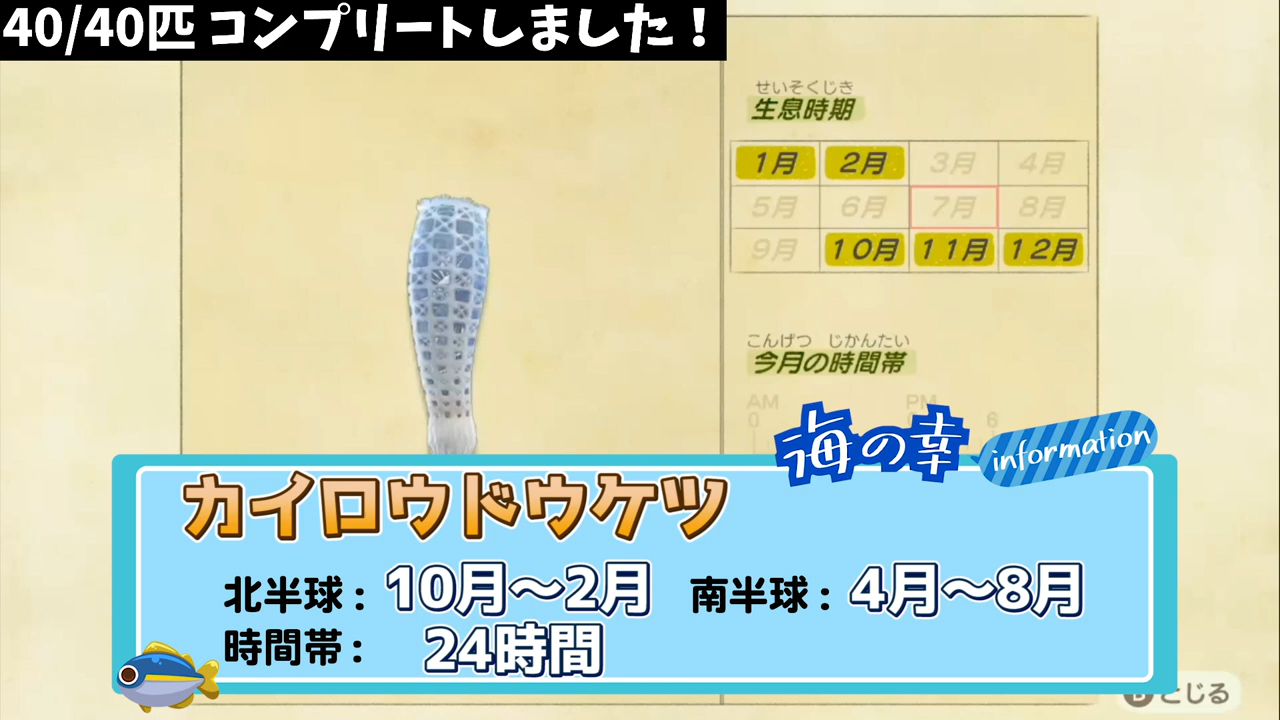 40/40匹 コンプリートしました！
せいそくじき
生息時期
1月 2月 3月 4月
5月 6月 7月 8月
9月 10月 11月 12月
こんげつ じかんたい
今月の時間帯
AM PM
0 6
海の幸 information
カイロウドウケツ
北半球： 10月～2月 南半球： 4月～8月
時間帯： 24時間
とじる